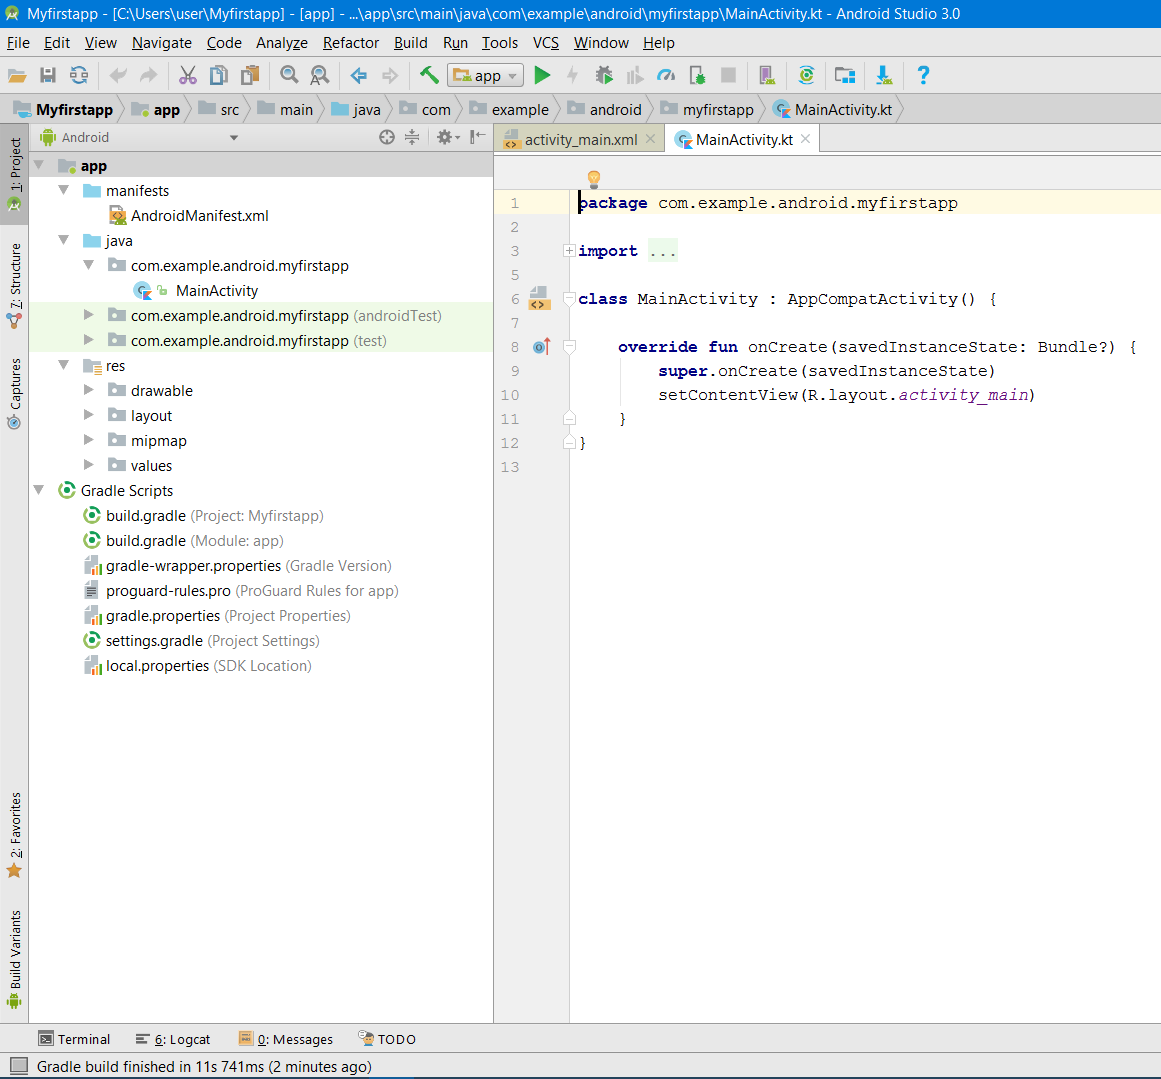 Myfirstapp - [C:\Users\user\Myfirstapp] - [app] - ...\app\src\main\java\com\example\android\myfirstapp\MainActivity.kt - Android Studio 3.0
File Edit View Navigate Code Analyze Refactor Build Run Tools VCS Window Help
app
Myfirstapp app src main java com example android myfirstapp MainActivity.kt
1: Project
7: Structure
Captures
2: Favorites
Build Variants
Android
app
manifests
AndroidManifest.xml
java
com.example.android.myfirstapp
MainActivity
com.example.android.myfirstapp (androidTest)
com.example.android.myfirstapp (test)
res
drawable
layout
mipmap
values
Gradle Scripts
build.gradle (Project: Myfirstapp)
build.gradle (Module: app)
gradle-wrapper.properties (Gradle Version)
proguard-rules.pro (ProGuard Rules for app)
gradle.properties (Project Properties)
settings.gradle (Project Settings)
local.properties (SDK Location)
activity_main.xml MainActivity.kt
1 package com.example.android.myfirstapp
2
3 import ...
5
6 class MainActivity : AppCompatActivity() {
7
8 override fun onCreate(savedInstanceState: Bundle?) {
9 super.onCreate(savedInstanceState)
10 setContentView(R.layout.activity_main)
11 }
12 }
13
Terminal 6: Logcat 0: Messages TODO
Gradle build finished in 11s 741ms (2 minutes ago)